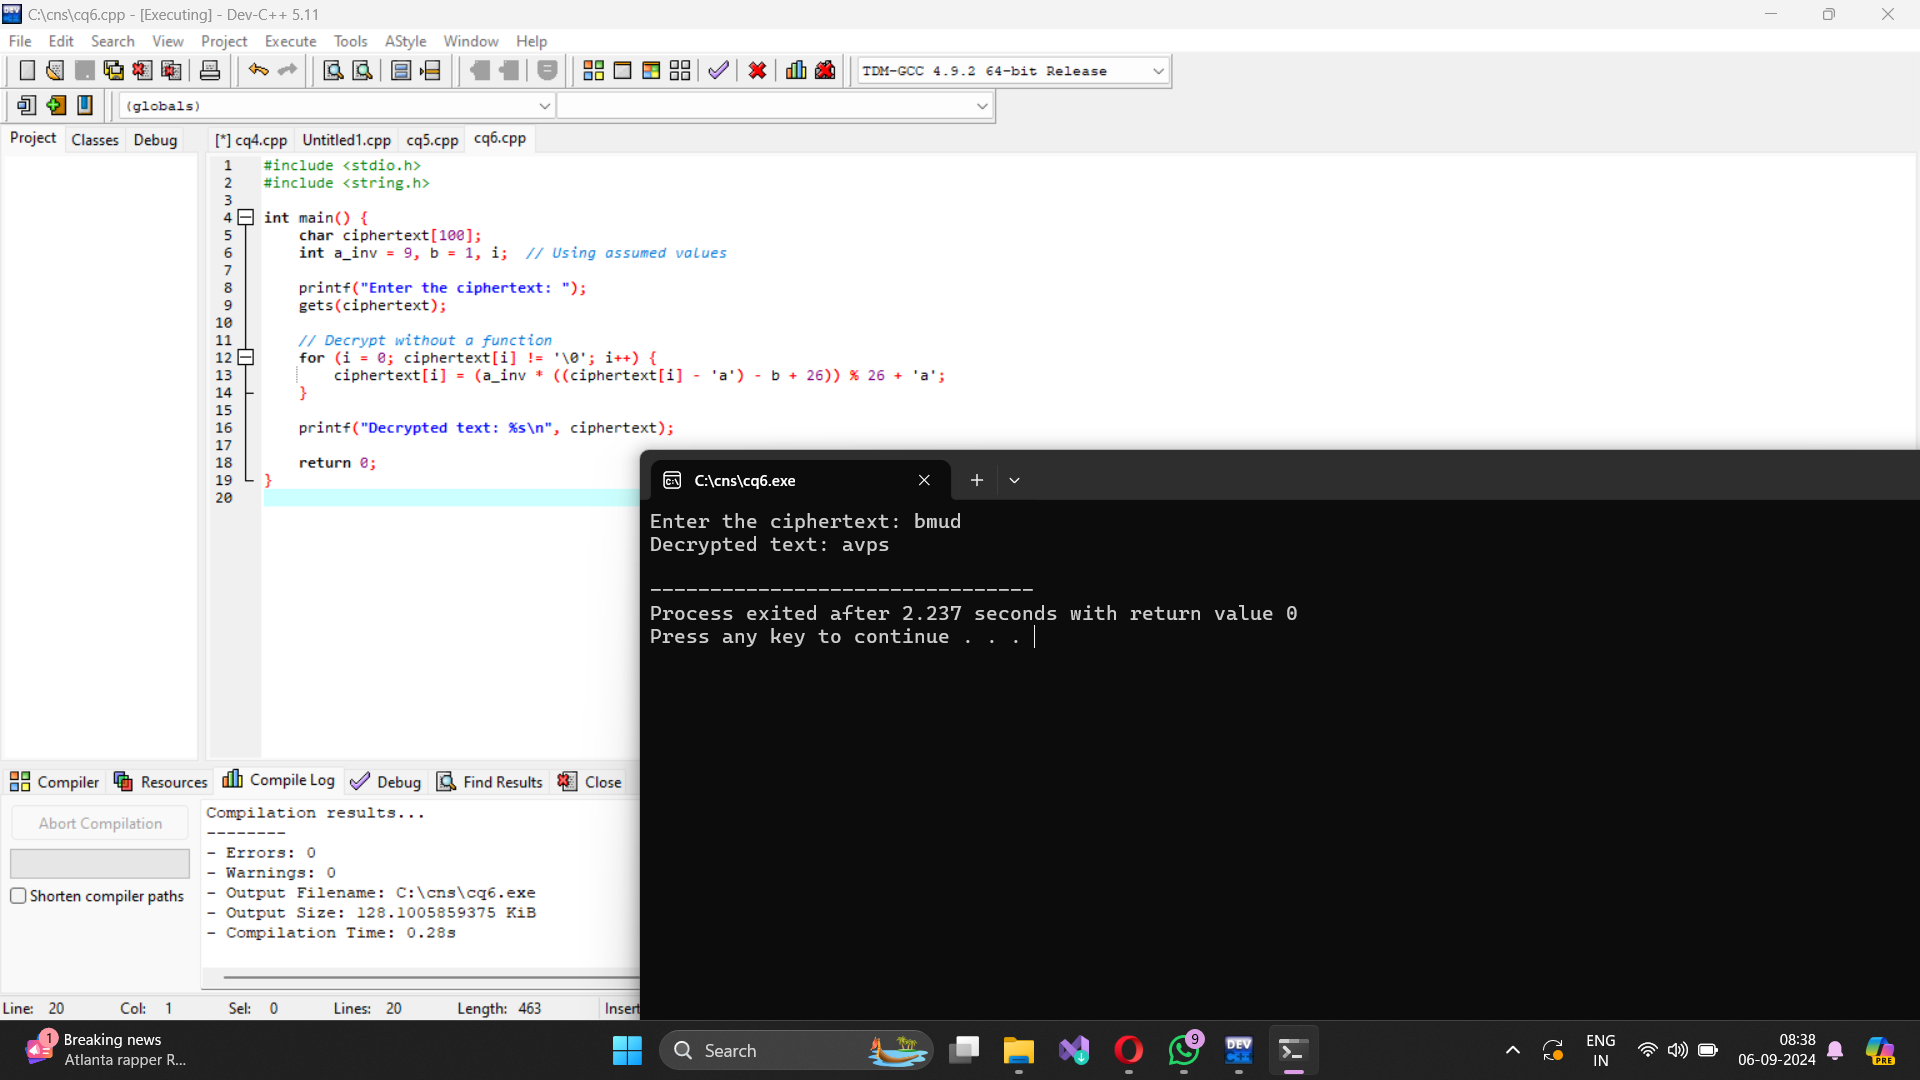 C:\cns\cq6.cpp - [Executing] - Dev-C++ 5.11
File Edit Search View Project Execute Tools AStyle Window Help
TDM-GCC 4.9.2 64-bit Release
(globals)
Project Classes Debug [*] cq4.cpp Untitled1.cpp cq5.cpp cq6.cpp
1 #include <stdio.h>
2 #include <string.h>
3
4 int main() {
5 char ciphertext[100];
6 int a_inv = 9, b = 1, i; // Using assumed values
7
8 printf("Enter the ciphertext: ");
9 gets(ciphertext);
10
11 // Decrypt without a function
12 for (i = 0; ciphertext[i] != '\0'; i++) {
13 ciphertext[i] = (a_inv * ((ciphertext[i] - 'a') - b + 26)) % 26 + 'a';
14 }
15
16 printf("Decrypted text: %s\n", ciphertext);
17
18 return 0;
19 }
20
C:\cns\cq6.exe
Enter the ciphertext: bmud
Decrypted text: avps
--------------------------------
Process exited after 2.237 seconds with return value 0
Press any key to continue . . .
Compiler Resources Compile Log Debug Find Results Close
Abort Compilation
Shorten compiler paths
Compilation results...
--------
- Errors: 0
- Warnings: 0
- Output Filename: C:\cns\cq6.exe
- Output Size: 128.1005859375 KiB
- Compilation Time: 0.28s
Line: 20 Col: 1 Sel: 0 Lines: 20 Length: 463 Insert
1
Breaking news
Atlanta rapper R...
Search
9
DEV
ENG
IN
08:38
06-09-2024
PRE